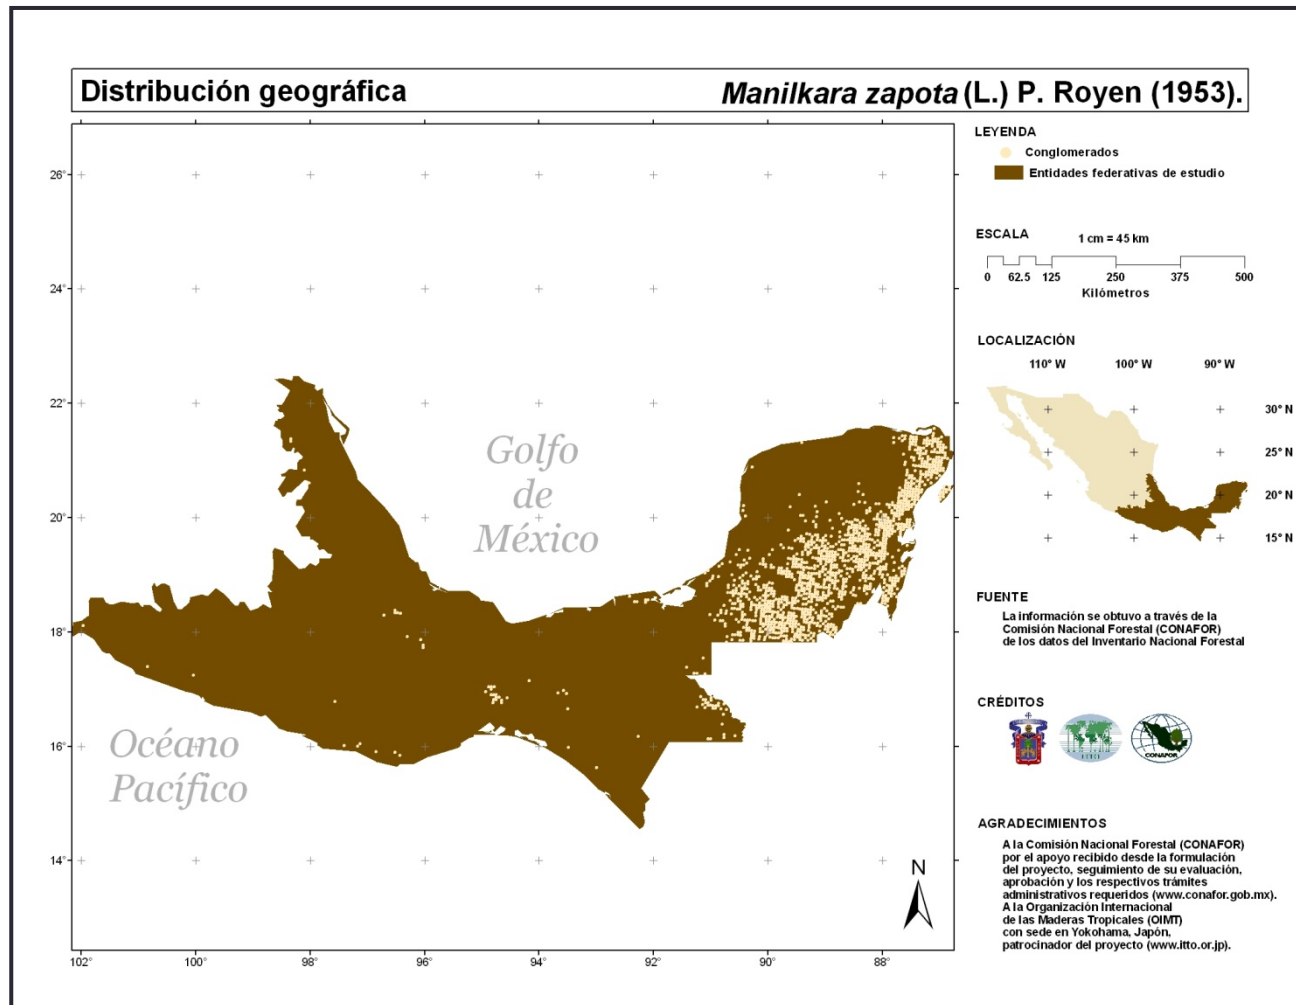 Distribución geográfica
Manilkara zapota (L.) P. Royen (1953).
LEYENDA
Conglomerados
Entidades federativas de estudio
ESCALA
1 cm = 45 km
0 62.5 125 250 375 500
Kilómetros
LOCALIZACIÓN
110° W 100° W 90° W
30° N
25° N
20° N
15° N
FUENTE
La información se obtuvo a través de la
Comisión Nacional Forestal (CONAFOR)
de los datos del Inventario Nacional Forestal
CRÉDITOS
CONAFOR
AGRADECIMIENTOS
A la Comisión Nacional Forestal (CONAFOR)
por el apoyo recibido desde la formulación
del proyecto, seguimiento de su evaluación,
aprobación y los respectivos trámites
administrativos requeridos (www.conafor.gob.mx).
A la Organización Internacional
de las Maderas Tropicales (OIMT)
con sede en Yokohama, Japón,
patrocinador del proyecto (www.itto.or.jp).
26°
24°
22°
20°
18°
16°
14°
Golfo
de
México
Océano
Pacífico
N
102° 100° 98° 96° 94° 92° 90° 88°